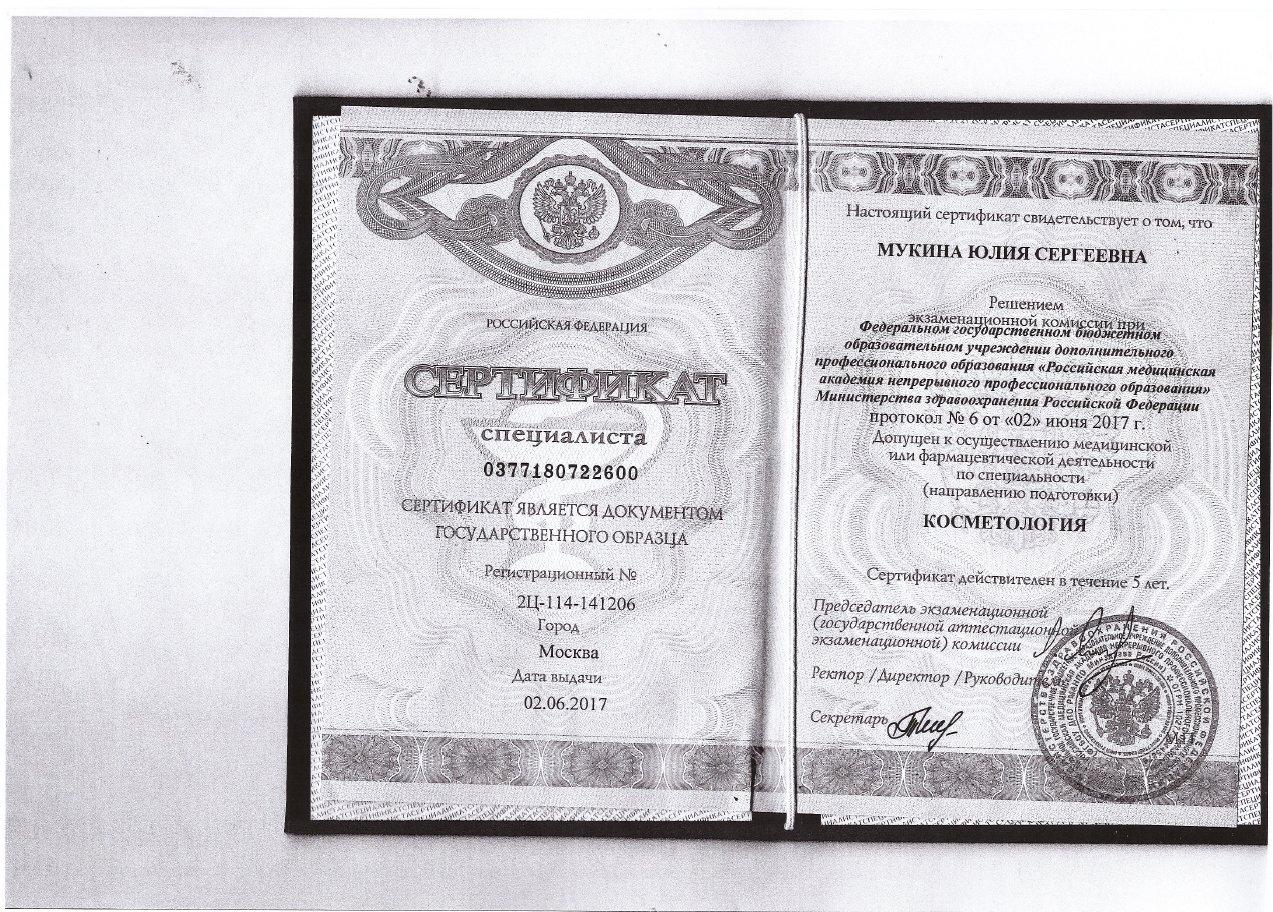 РОССИЙСКАЯ ФЕДЕРАЦИЯ
СЕРТИФИКАТ
специалиста
0377180722600
СЕРТИФИКАТ ЯВЛЯЕТСЯ ДОКУМЕНТОМ
ГОСУДАРСТВЕННОГО ОБРАЗЦА
Регистрационный №
2Ц-114-141206
Город
Москва
Дата выдачи
02.06.2017
Настоящий сертификат свидетельствует о том, что
МУКИНА ЮЛИЯ СЕРГЕЕВНА
Решением
экзаменационной комиссии при
Федеральном государственном бюджетном
образовательном учреждении дополнительного
профессионального образования «Российская медицинская
академия непрерывного профессионального образования»
Министерства здравоохранения Российской Федерации
протокол № 6 от «02» июня 2017 г.
Допущен к осуществлению медицинской
или фармацевтической деятельности
по специальности
(направлению подготовки)
КОСМЕТОЛОГИЯ
Сертификат действителен в течение 5 лет.
Председатель экзаменационной
(государственной аттестационной
экзаменационной) комиссии
Ректор /Директор /Руководитель
Секретарь